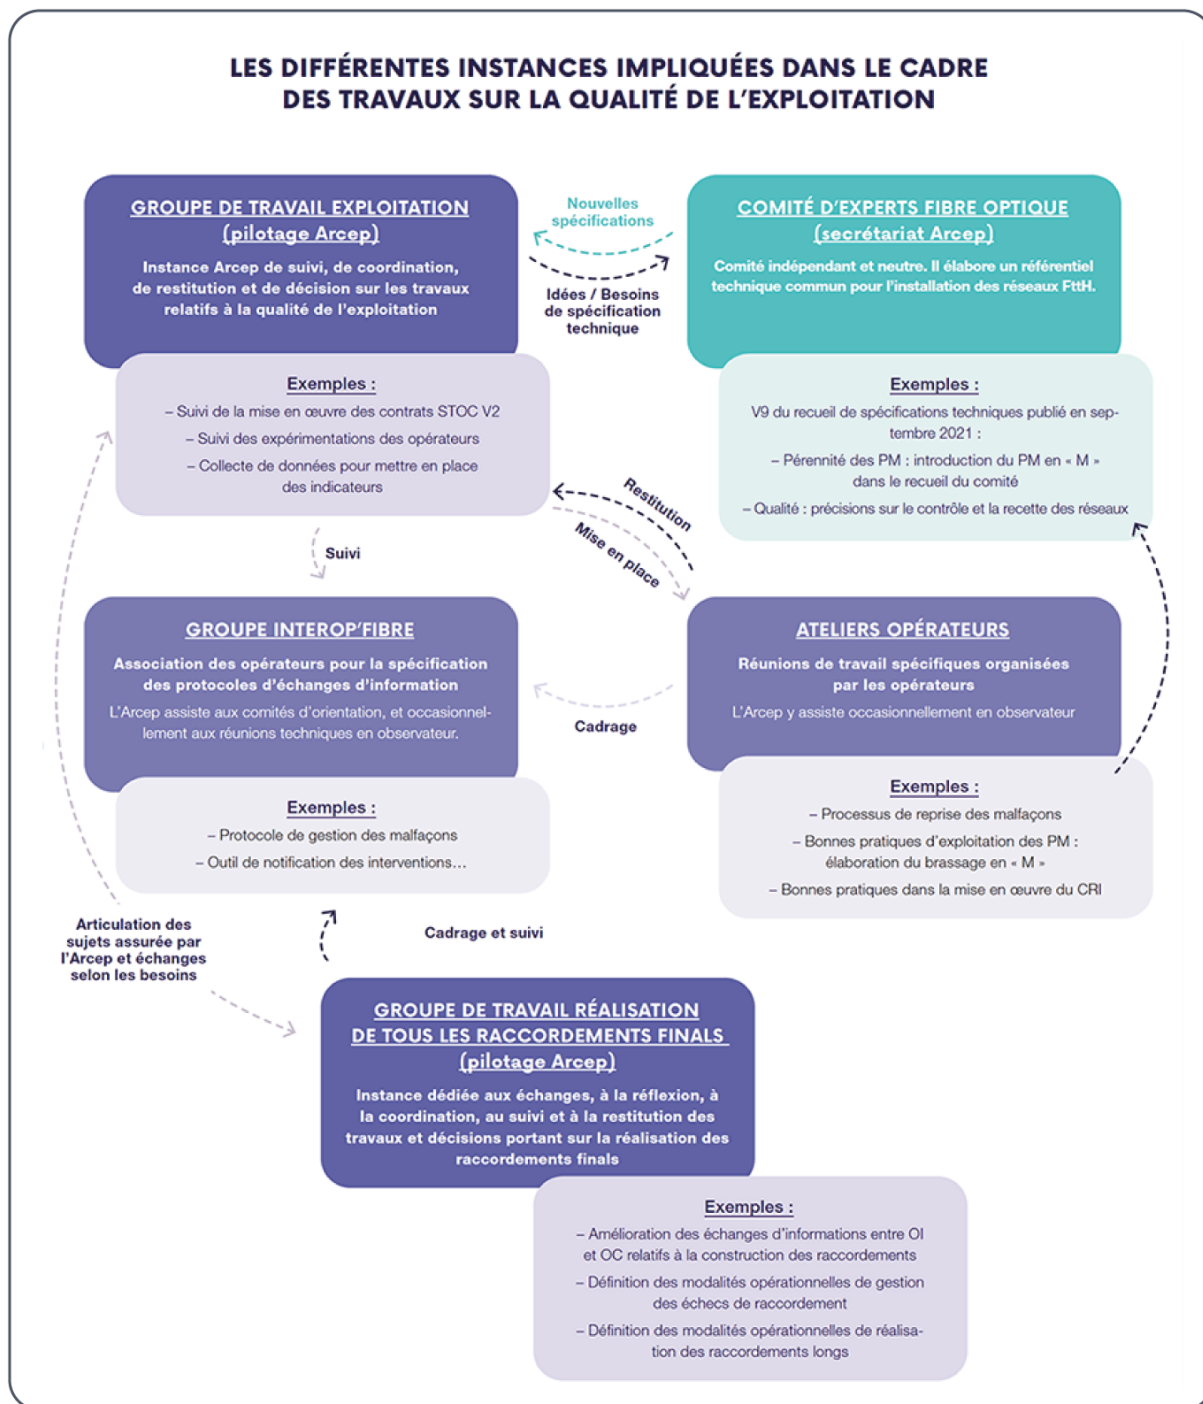 LES DIFFÉRENTES INSTANCES IMPLIQUÉES DANS LE CADRE
DES TRAVAUX SUR LA QUALITÉ DE L'EXPLOITATION
GROUPE DE TRAVAIL EXPLOITATION
(pilotage Arcep)
Instance Arcep de suivi, de coordination,
de restitution et de décision sur les travaux
relatifs à la qualité de l'exploitation
Exemples :
– Suivi de la mise en œuvre des contrats STOC V2
– Suivi des expérimentations des opérateurs
– Collecte de données pour mettre en place
des indicateurs
Nouvelles
spécifications
Idées / Besoins
de spécification
technique
COMITÉ D'EXPERTS FIBRE OPTIQUE
(secrétariat Arcep)
Comité indépendant et neutre. Il élabore un référentiel
technique commun pour l'installation des réseaux FttH.
Exemples :
V9 du recueil de spécifications techniques publié en sep-
tembre 2021 :
– Pérennité des PM : introduction du PM en « M »
dans le recueil du comité
– Qualité : précisions sur le contrôle et la recette des réseaux
Restitution
Mise en place
Suivi
GROUPE INTEROP'FIBRE
Association des opérateurs pour la spécification
des protocoles d'échanges d'information
L'Arcep assiste aux comités d'orientation, et occasionnel-
lement aux réunions techniques en observateur.
Exemples :
– Protocole de gestion des malfaçons
– Outil de notification des interventions…
Cadrage
ATELIERS OPÉRATEURS
Réunions de travail spécifiques organisées
par les opérateurs
L'Arcep y assiste occasionnellement en observateur
Exemples :
– Processus de reprise des malfaçons
– Bonnes pratiques d'exploitation des PM :
élaboration du brassage en « M »
– Bonnes pratiques dans la mise en œuvre du CRI
Articulation des
sujets assurée par
l'Arcep et échanges
selon les besoins
Cadrage et suivi
GROUPE DE TRAVAIL RÉALISATION
DE TOUS LES RACCORDEMENTS FINALS
(pilotage Arcep)
Instance dédiée aux échanges, à la réflexion, à
la coordination, au suivi et à la restitution des
travaux et décisions portant sur la réalisation des
raccordements finals
Exemples :
– Amélioration des échanges d'informations entre OI
et OC relatifs à la construction des raccordements
– Définition des modalités opérationnelles de gestion
des échecs de raccordement
– Définition des modalités opérationnelles de réalisa-
tion des raccordements longs